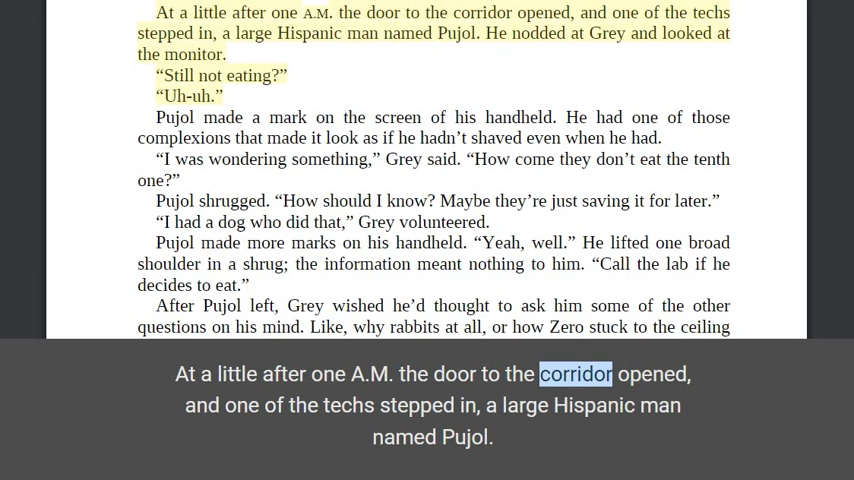 At a little after one A.M. the door to the corridor opened, and one of the techs
stepped in, a large Hispanic man named Pujol. He nodded at Grey and looked at
the monitor.
“Still not eating?”
“Uh-uh.”
Pujol made a mark on the screen of his handheld. He had one of those
complexions that made it look as if he hadn’t shaved even when he had.
“I was wondering something,” Grey said. “How come they don’t eat the tenth
one?”
Pujol shrugged. “How should I know? Maybe they’re just saving it for later.”
“I had a dog who did that,” Grey volunteered.
Pujol made more marks on his handheld. “Yeah, well.” He lifted one broad
shoulder in a shrug; the information meant nothing to him. “Call the lab if he
decides to eat.”
After Pujol left, Grey wished he’d thought to ask him some of the other
questions on his mind. Like, why rabbits at all, or how Zero stuck to the ceiling
At a little after one A.M. the door to the corridor opened,
and one of the techs stepped in, a large Hispanic man
named Pujol.